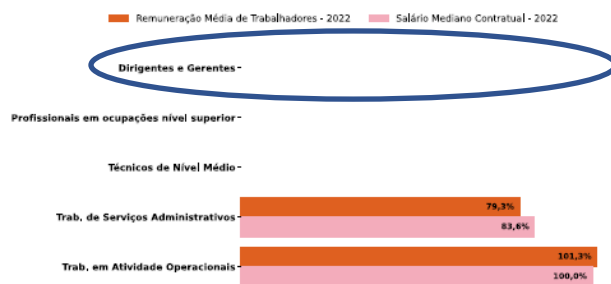 Remuneração Média de Trabalhadores - 2022 Salário Mediano Contratual - 2022
Dirigentes e Gerentes
Profissionais em ocupações nível superior
Técnicos de Nível Médio
Trab. de Serviços Administrativos
79,3%
83,6%
Trab. em Atividade Operacionais
101,3%
100,0%